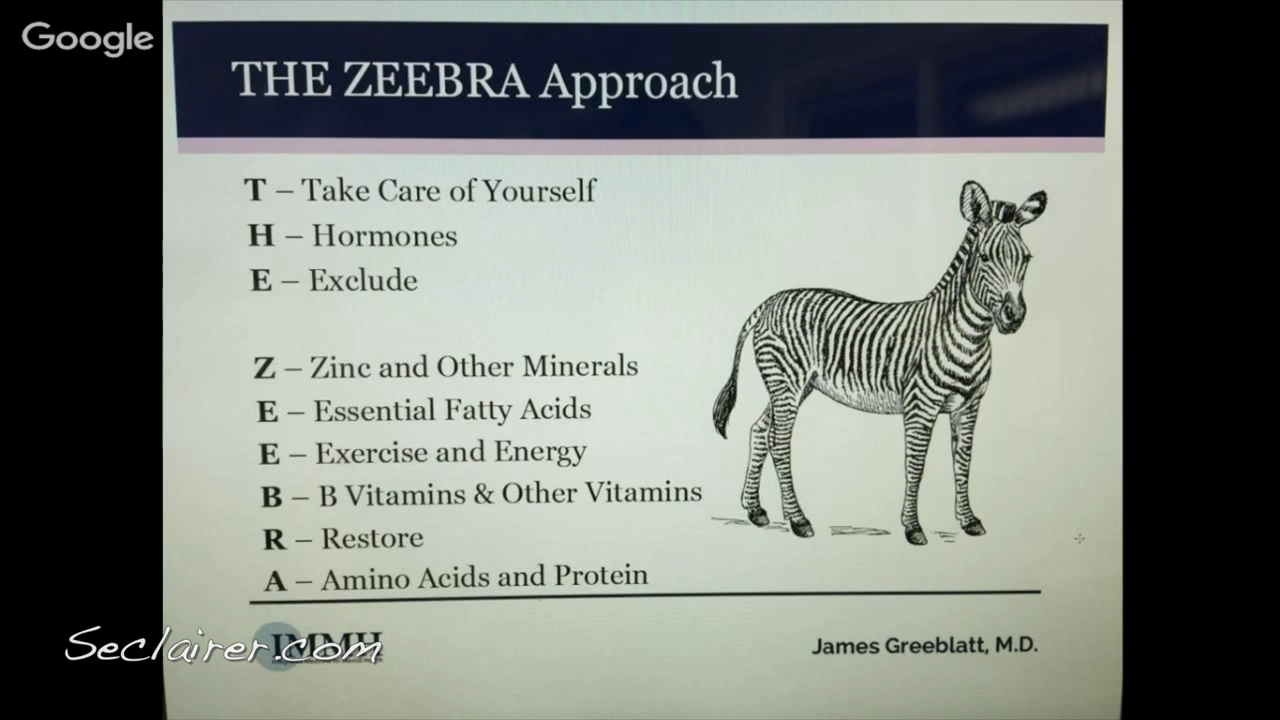 Google
THE ZEEBRA Approach
T – Take Care of Yourself
H – Hormones
E – Exclude
Z – Zinc and Other Minerals
E – Essential Fatty Acids
E – Exercise and Energy
B – B Vitamins & Other Vitamins
R – Restore
A – Amino Acids and Protein
Seclairer.com
IMMH
James Greeblatt, M.D.